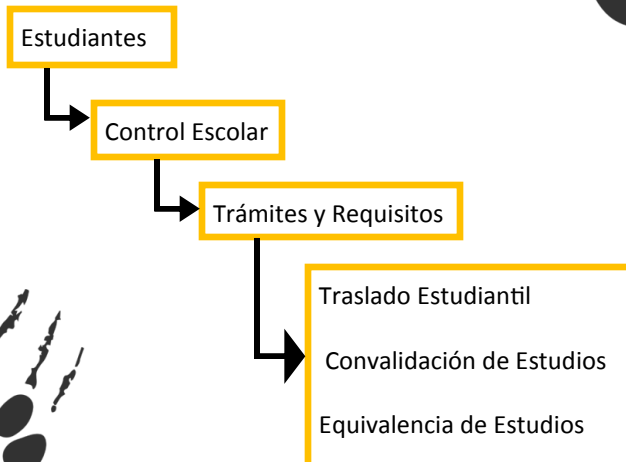 Estudiantes
Control Escolar
Trámites y Requisitos
Traslado Estudiantil
Convalidación de Estudios
Equivalencia de Estudios